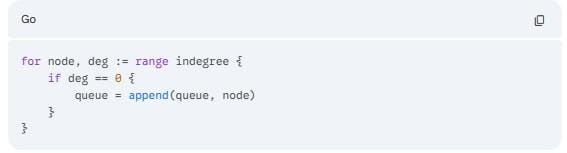 Go
for node, deg := range indegree {
    if deg == 0 {
        queue = append(queue, node)
    }
}